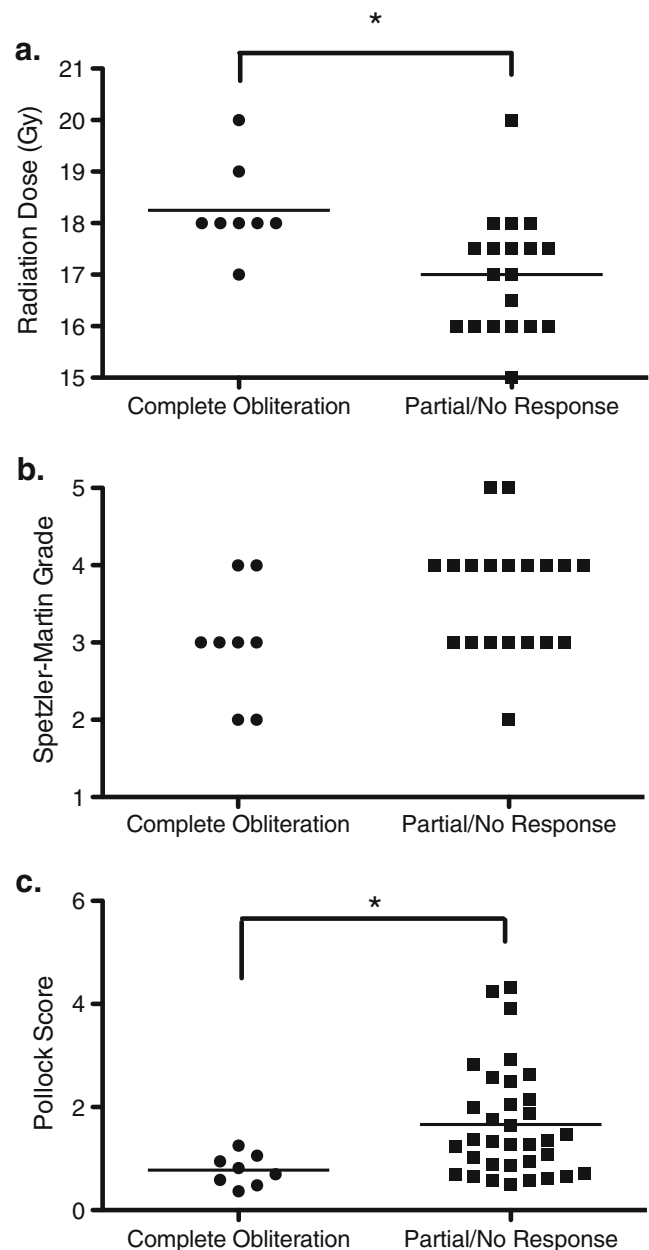 *
a.
21
20
19
18
17
16
15
Radiation Dose (Gy)
Complete Obliteration Partial/No Response
b.
5
4
3
2
1
Spetzler-Martin Grade
Complete Obliteration Partial/No Response
c.
*
6
4
2
0
Pollock Score
Complete Obliteration Partial/No Response